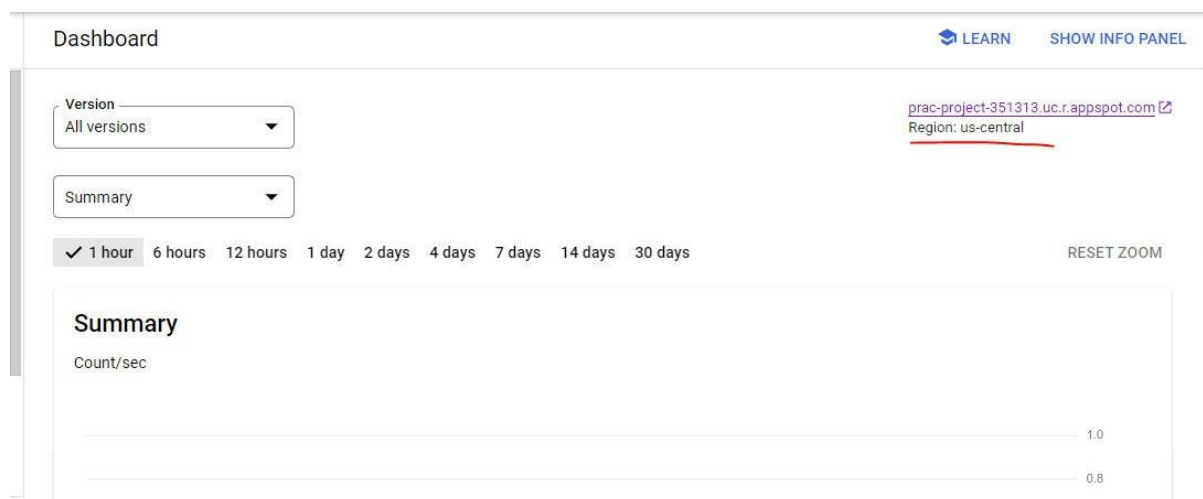 Dashboard
LEARN
SHOW INFO PANEL
Version
All versions
prac-project-351313.uc.r.appspot.com
Region: us-central
Summary
1 hour 6 hours 12 hours 1 day 2 days 4 days 7 days 14 days 30 days
RESET ZOOM
Summary
Count/sec
1.0
0.8